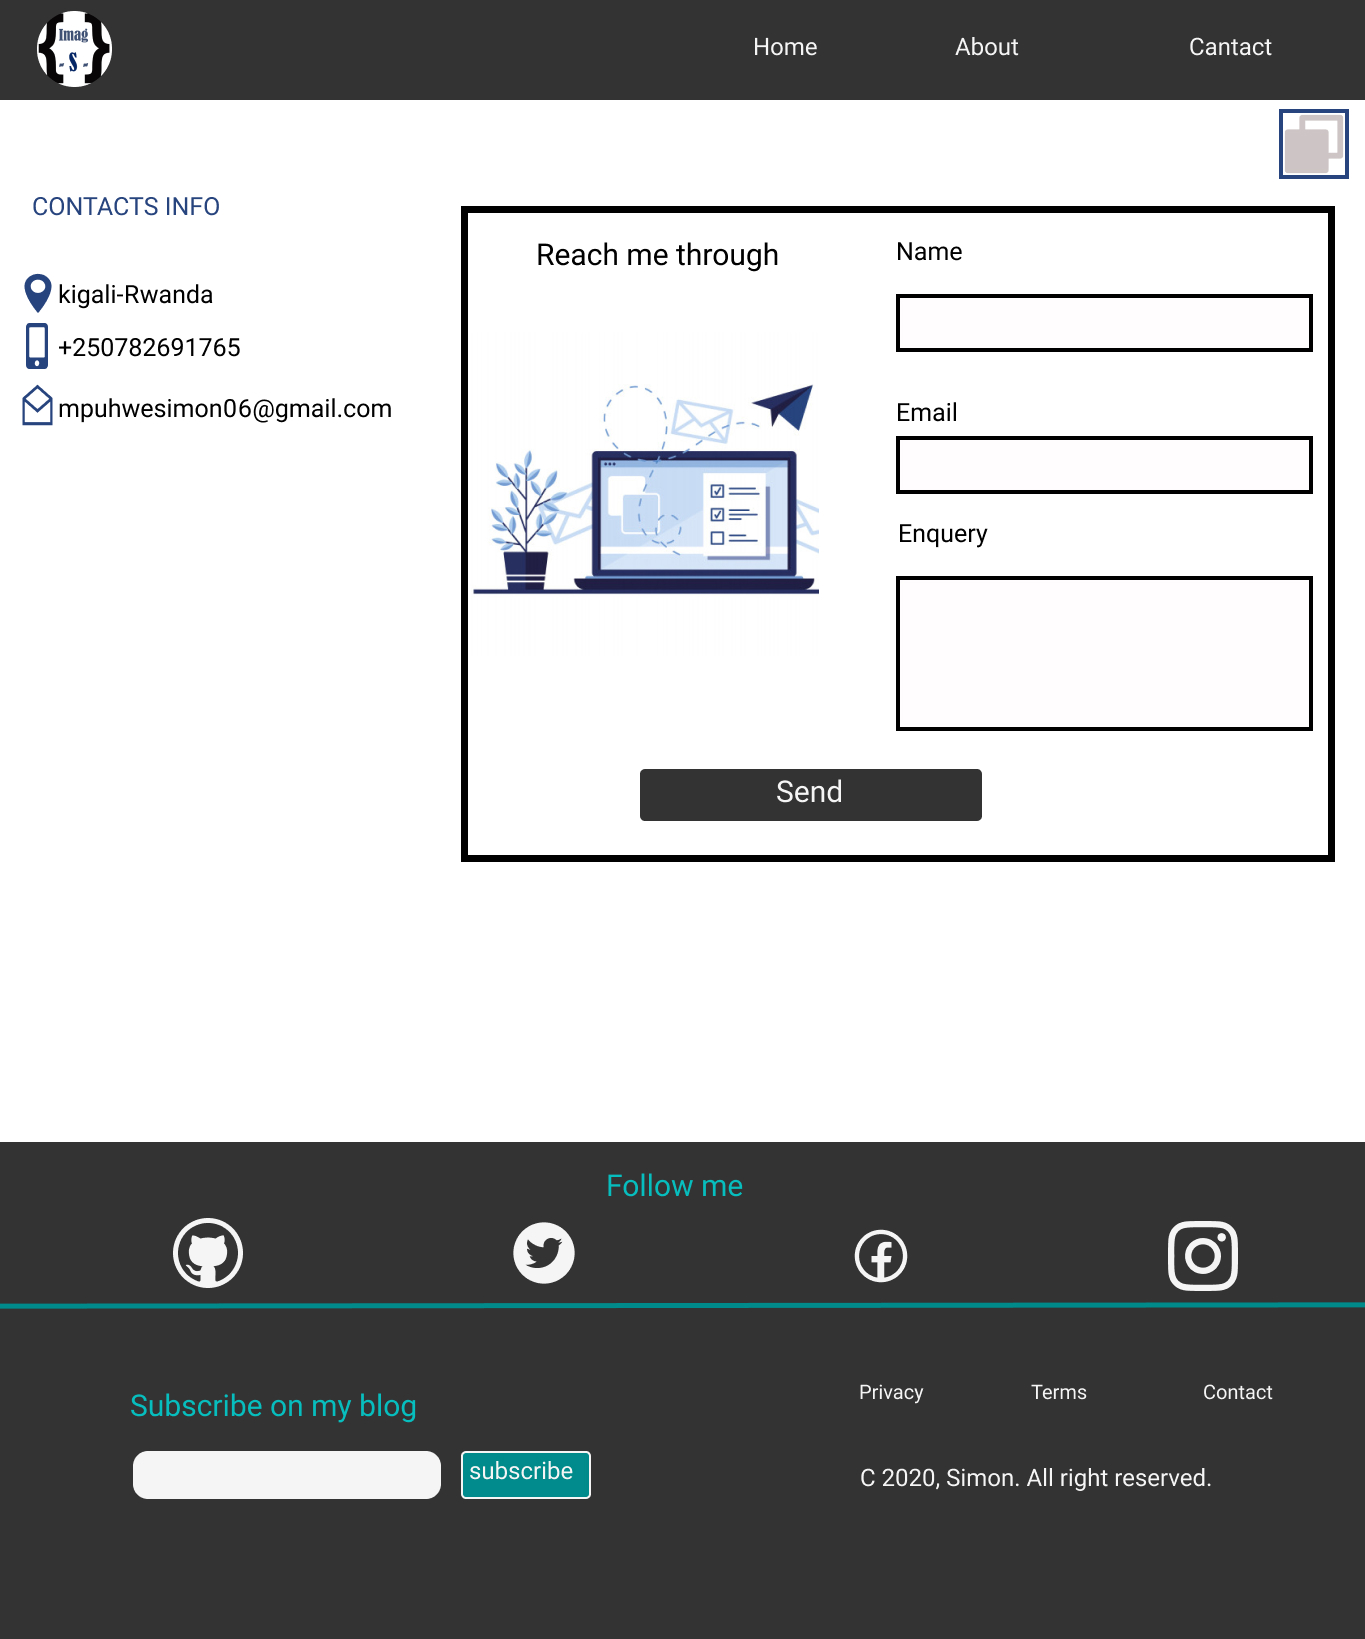 Imag
- S -
Home
About
Cantact
CONTACTS INFO
kigali-Rwanda
+250782691765
mpuhwesimon06@gmail.com
Reach me through
Name
Email
Enquery
Send
Follow me
Subscribe on my blog
subscribe
Privacy
Terms
Contact
C 2020, Simon. All right reserved.